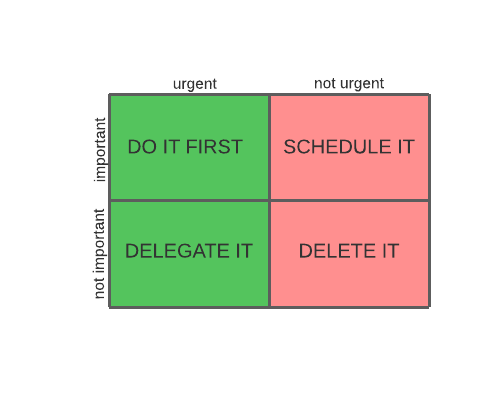 urgent
not urgent
important
DO IT FIRST
SCHEDULE IT
not important
DELEGATE IT
DELETE IT